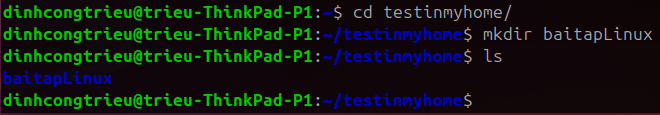 dinhcongtrieu@trieu-ThinkPad-P1:~$ cd testinmyhome/
dinhcongtrieu@trieu-ThinkPad-P1:~/testinmyhome$ mkdir baitapLinux
dinhcongtrieu@trieu-ThinkPad-P1:~/testinmyhome$ ls
baitapLinux
dinhcongtrieu@trieu-ThinkPad-P1:~/testinmyhome$